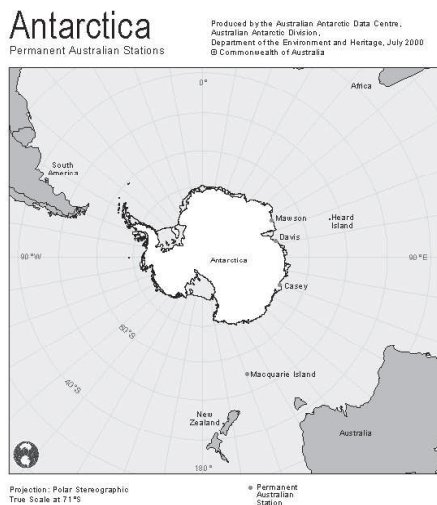 Antarctica
Permanent Australian Stations
Produced by the Australian Antarctic Data Centre,
Australian Antarctic Division,
Department of the Environment and Heritage, July 2000
© Commonwealth of Australia
0°
Africa
South
America
Mawson
Heard
Island
Davis
90°W
Antarctica
90°E
Casey
60°S
Macquarie Island
40°S
New
Zealand
Australia
180°
Projection: Polar Stereographic
True Scale at 71°S
Permanent
Australian
Station